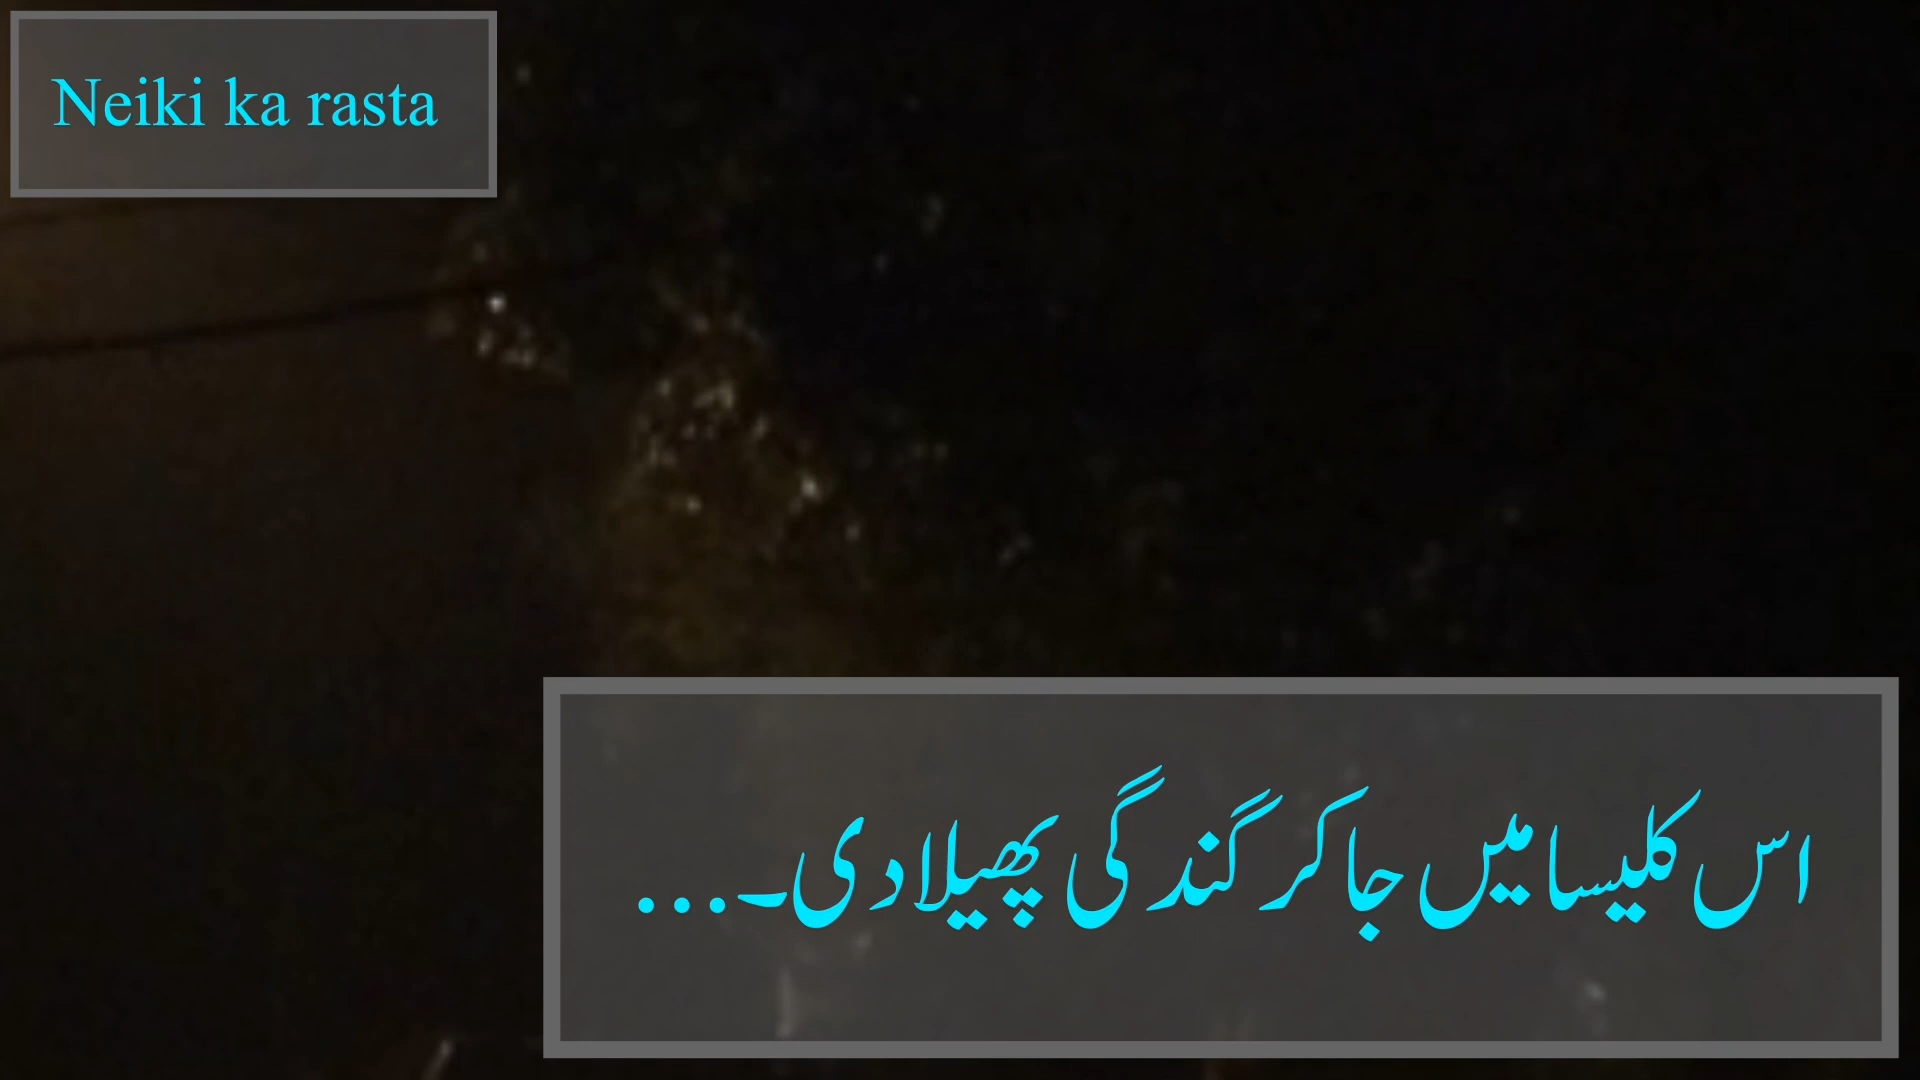 Neiki ka rasta
اس کلیسا میں جا کر گندگی پھیلا دی۔...